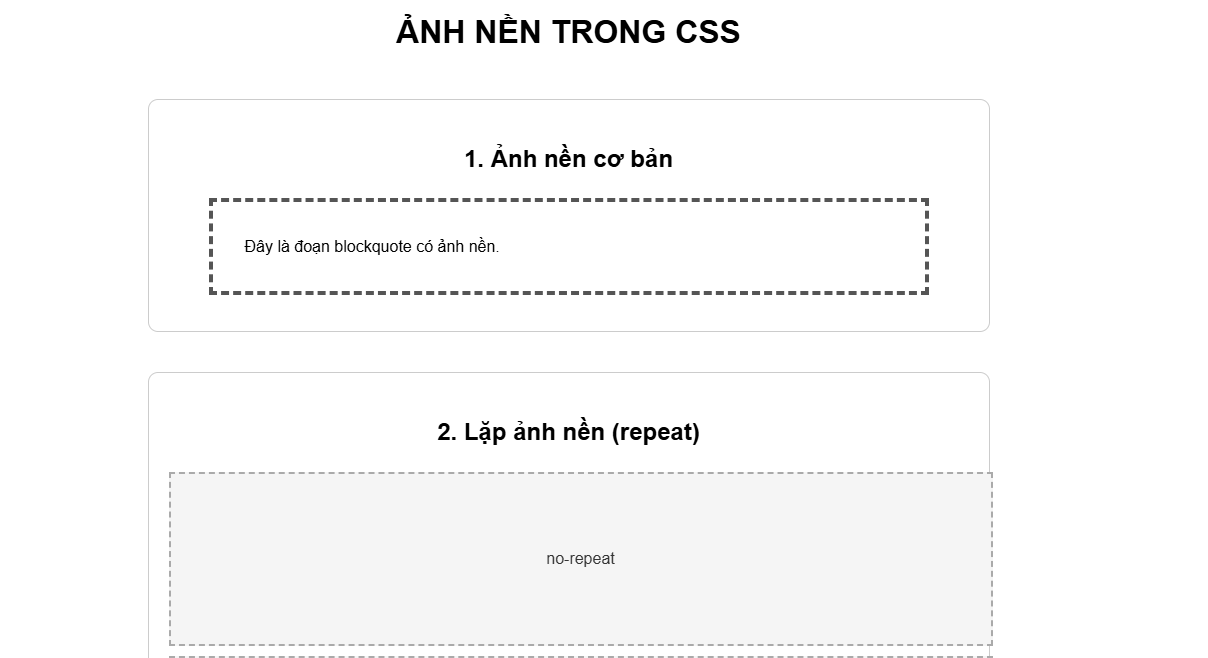 ẢNH NỀN TRONG CSS
1. Ảnh nền cơ bản
Đây là đoạn blockquote có ảnh nền.
2. Lặp ảnh nền (repeat)
no-repeat